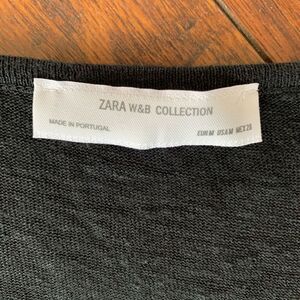 ZARA W&B COLLECTION
MADE IN PORTUGAL
EUR M USA M MEX 28